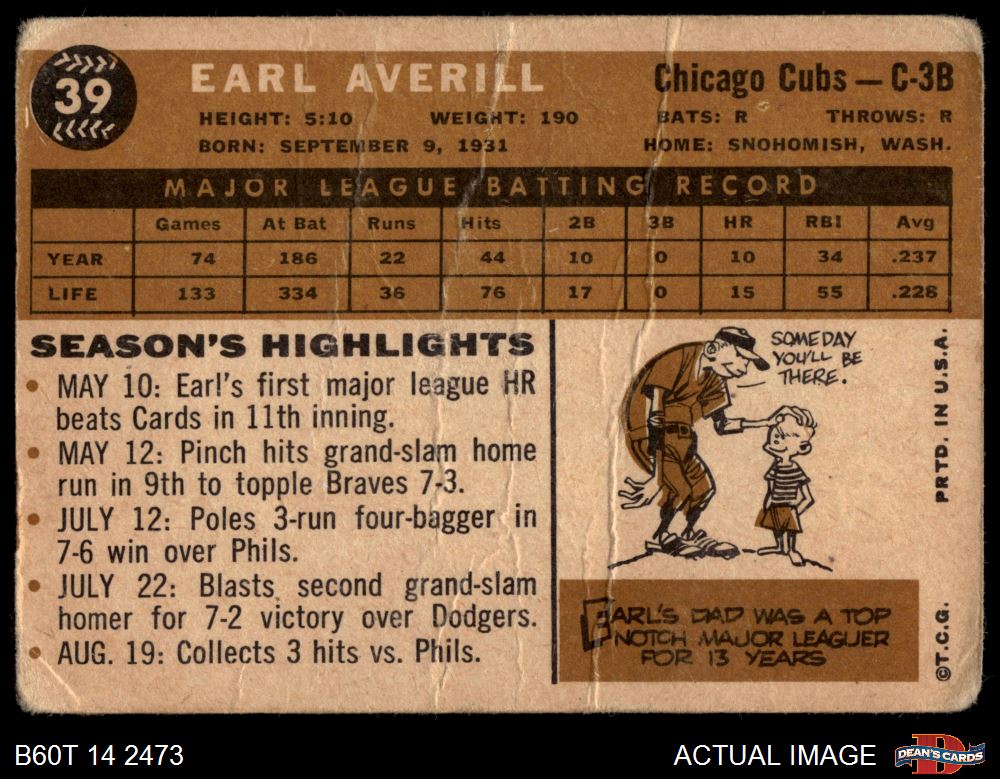 39
EARL AVERILL
Chicago Cubs — C-3B
HEIGHT: 5:10 WEIGHT: 190 BATS: R THROWS: R
BORN: SEPTEMBER 9, 1931 HOME: SNOHOMISH, WASH.
MAJOR LEAGUE BATTING RECORD
Games At Bat Runs Hits 2B 3B HR RBI Avg
YEAR 74 186 22 44 10 0 10 34 .237
LIFE 133 334 36 76 17 0 15 55 .228
SEASON'S HIGHLIGHTS
• MAY 10: Earl's first major league HR
beats Cards in 11th inning.
• MAY 12: Pinch hits grand-slam home
run in 9th to topple Braves 7-3.
• JULY 12: Poles 3-run four-bagger in
7-6 win over Phils.
• JULY 22: Blasts second grand-slam
homer for 7-2 victory over Dodgers.
• AUG. 19: Collects 3 hits vs. Phils.
SOMEDAY
YOU'LL BE
THERE.
EARL'S DAD WAS A TOP
NOTCH MAJOR LEAGUER
FOR 13 YEARS
©T.C.G. PRTD. IN U.S.A.
B60T 14 2473
ACTUAL IMAGE
DEAN'S CARDS